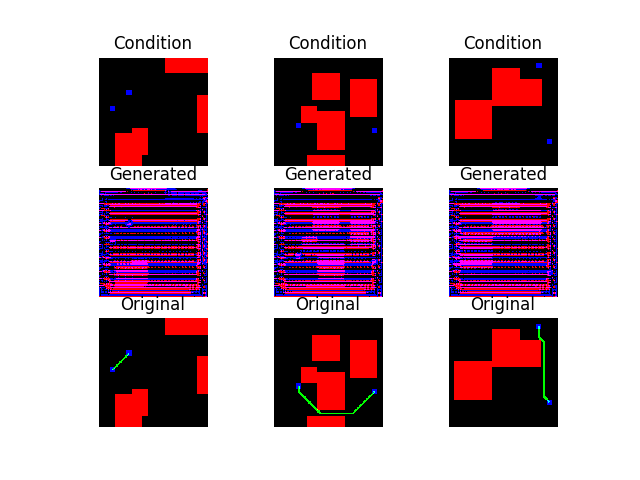 Condition Condition Condition
Generated Generated Generated
Original Original Original